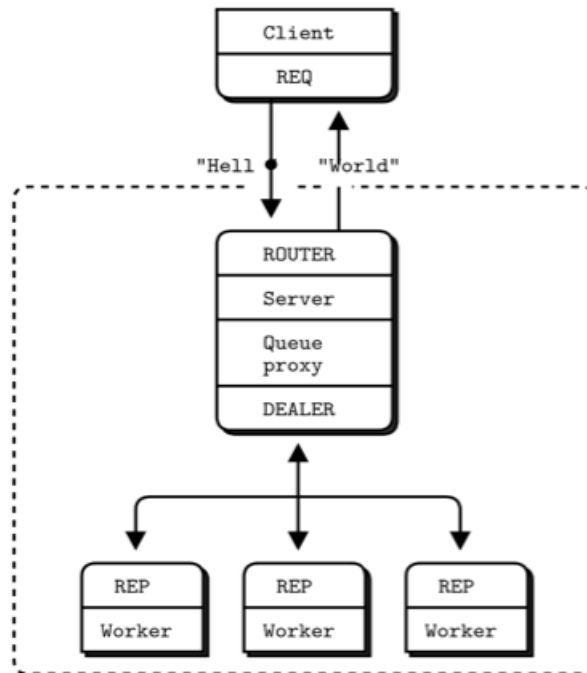 Client
REQ
"Hell
"World"
ROUTER
Server
Queue
proxy
DEALER
REP REP REP
Worker Worker Worker